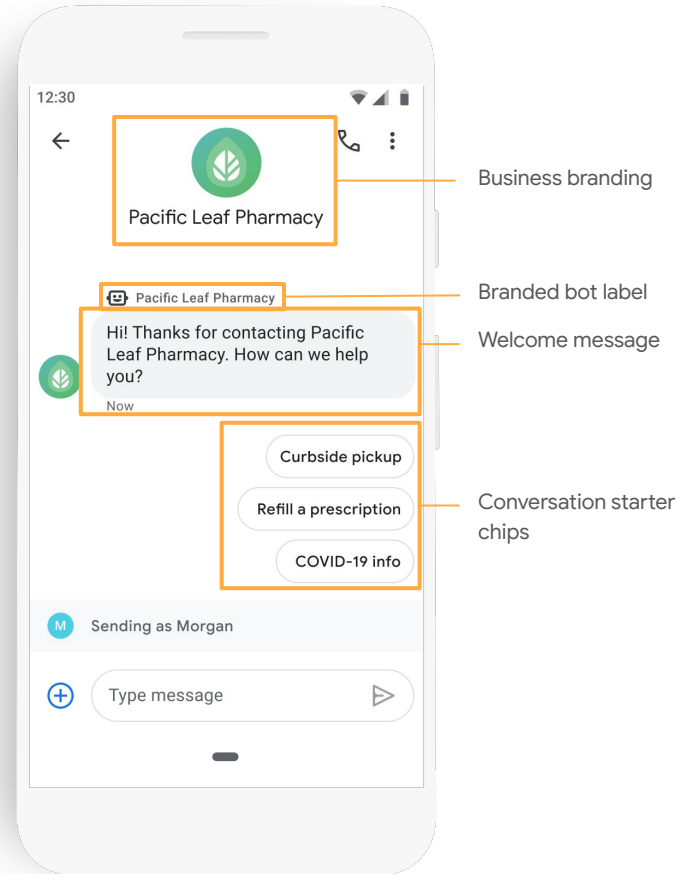 12:30
Pacific Leaf Pharmacy
Business branding
Pacific Leaf Pharmacy
Branded bot label
Hi! Thanks for contacting Pacific
Leaf Pharmacy. How can we help
you?
Welcome message
Now
Curbside pickup
Refill a prescription
COVID-19 info
Conversation starter
chips
M
Sending as Morgan
Type message